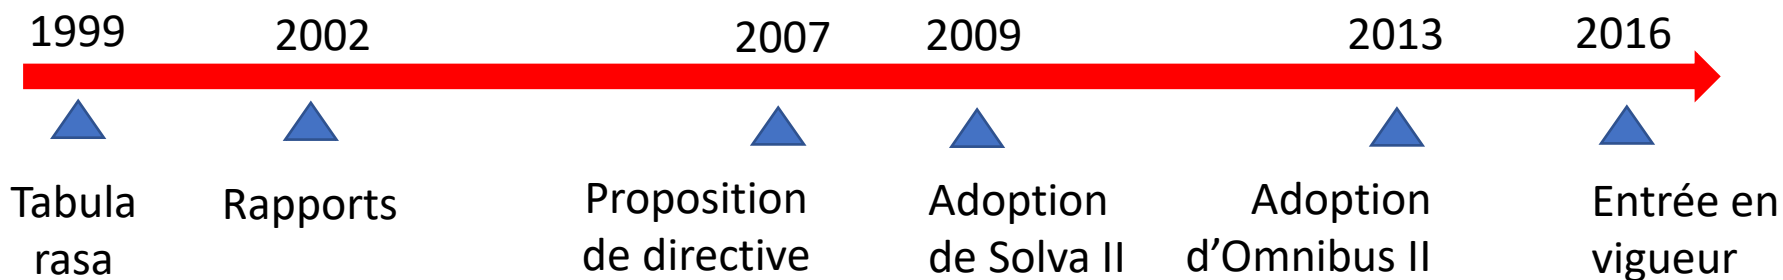 1999 2002 2007 2009 2013 2016
Tabula
rasa
Rapports
Proposition
de directive
Adoption
de Solva II
Adoption
d’Omnibus II
Entrée en
vigueur